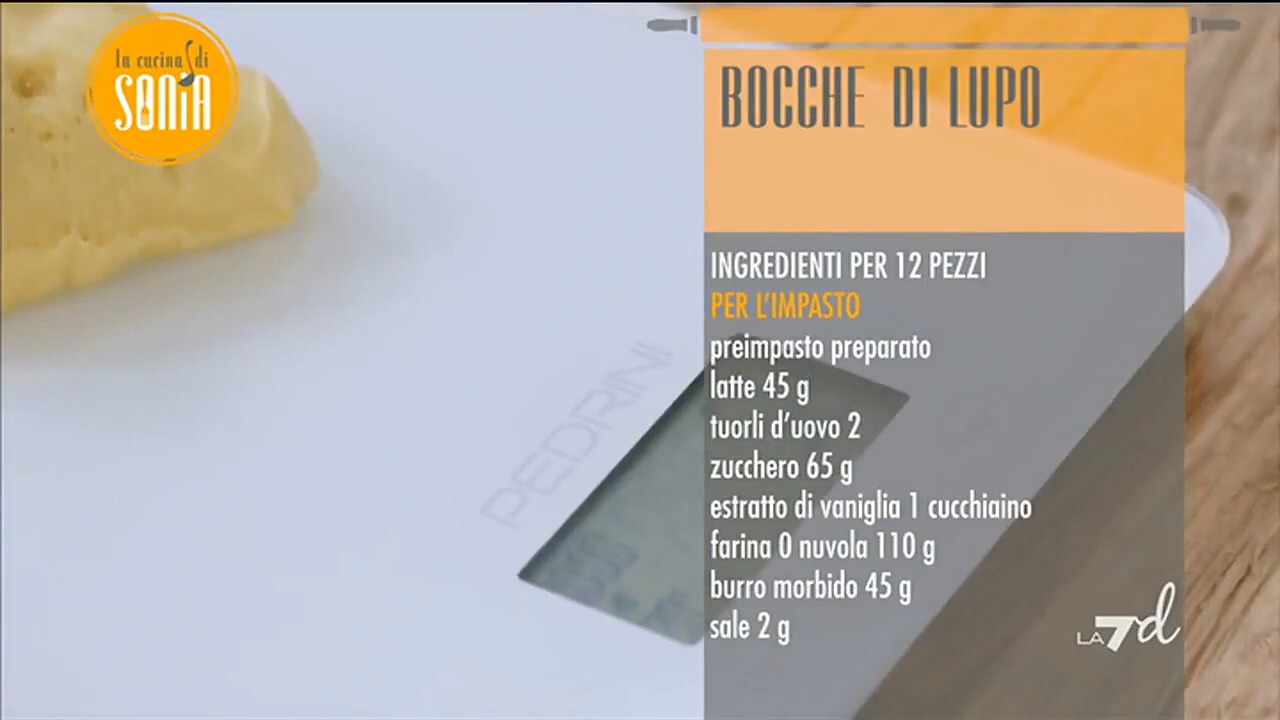 la cucina di
SONIA
BOCCHE DI LUPO
INGREDIENTI PER 12 PEZZI
PER L'IMPASTO
preimpasto preparato
latte 45 g
tuorli d'uovo 2
zucchero 65 g
estratto di vaniglia 1 cucchiaino
farina 0 nuvola 110 g
burro morbido 45 g
sale 2 g
PEDRINI
LA7d